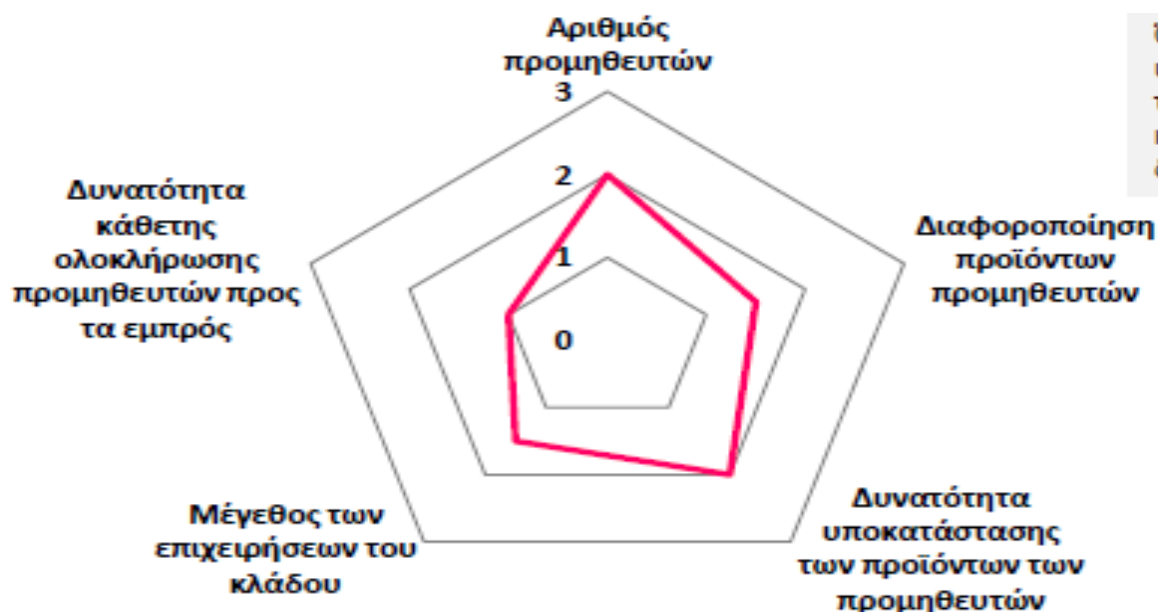 Αριθμός
προμηθευτών
3
2
1
0
Διαφοροποίηση
προϊόντων
προμηθευτών
Δυνατότητα
υποκατάστασης
των προϊόντων των
προμηθευτών
Μέγεθος των
επιχειρήσεων του
κλάδου
Δυνατότητα
κάθετης
ολοκλήρωσης
προμηθευτών προς
τα εμπρός